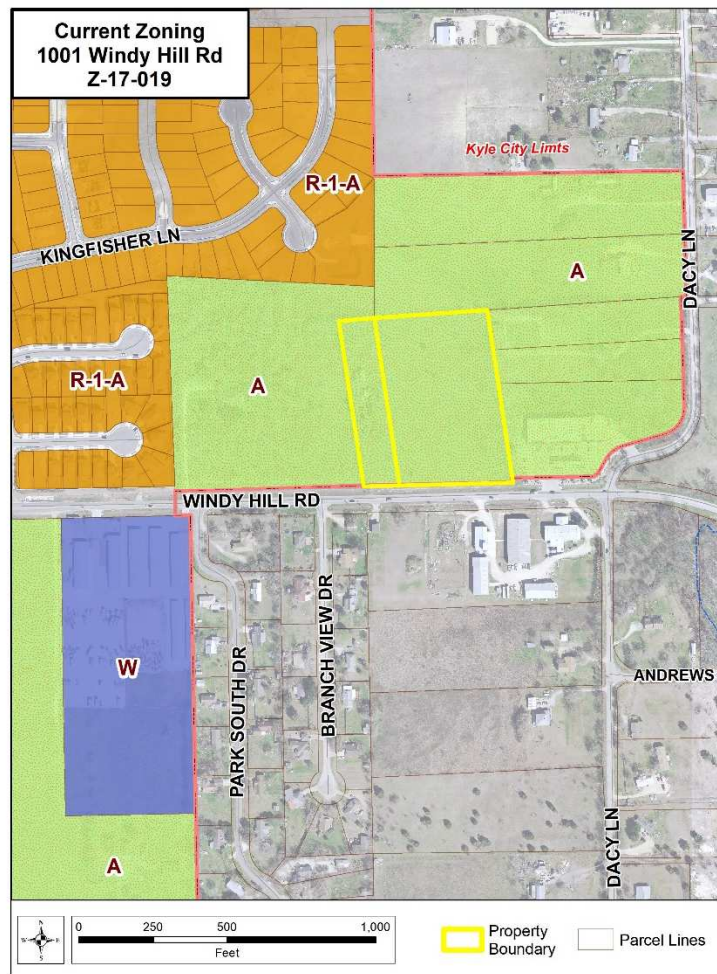 Current Zoning
1001 Windy Hill Rd
Z-17-019
Kyle City Limts
R-1-A
KINGFISHER LN
A
DACY LN
R-1-A
A
WINDY HILL RD
W
PARK SOUTH DR
BRANCH VIEW DR
ANDREWS
A
DACY LN
N
W E
S
0 250 500 1,000
Feet
Property
Boundary
Parcel Lines